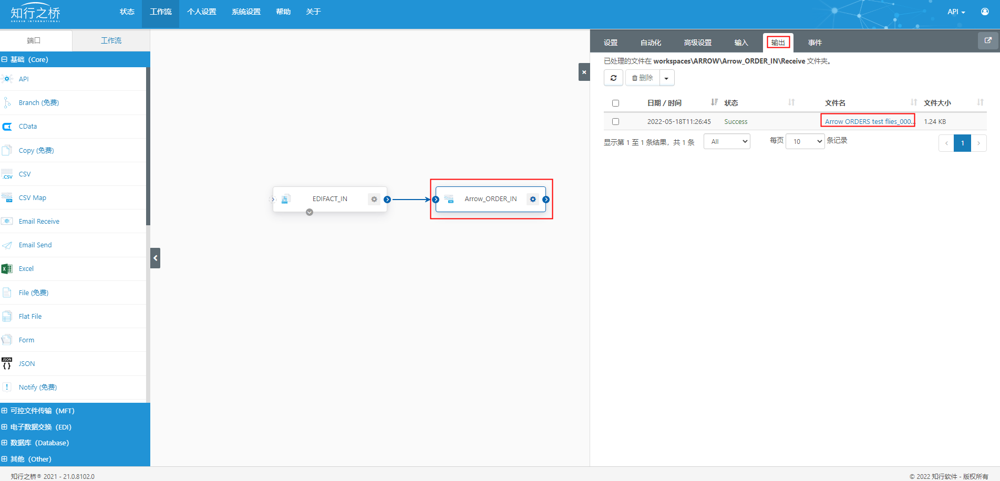 知行之桥
ARCESB INTERNATIONAL
状态 工作流 个人设置 系统设置 帮助 关于
API
端口 工作流
基础（Core）
API
Branch (免费)
CData
Copy (免费)
CSV
CSV Map
Email Receive
Email Send
Excel
File (免费)
Flat File
Form
JSON
Notify (免费)
可控文件传输（MFT）
电子数据交换（EDI）
数据库（Database）
其他（Other）
EDIFACT_IN
Arrow_ORDER_IN
设置 自动化 高级设置 输入 输出 事件
已处理的文件在 workspaces\ARROW\Arrow_ORDER_IN\Receive 文件夹。
删除
日期 / 时间 状态 文件名 文件大小
2022-05-18T11:26:45 Success Arrow ORDERS test flies_000... 1.24 KB
显示第 1 至 1 条结果，共 1 条 All 每页 10 条记录
‹ 1 ›
知行之桥® 2021 - 21.0.8102.0
© 2022 知行软件 - 版权所有